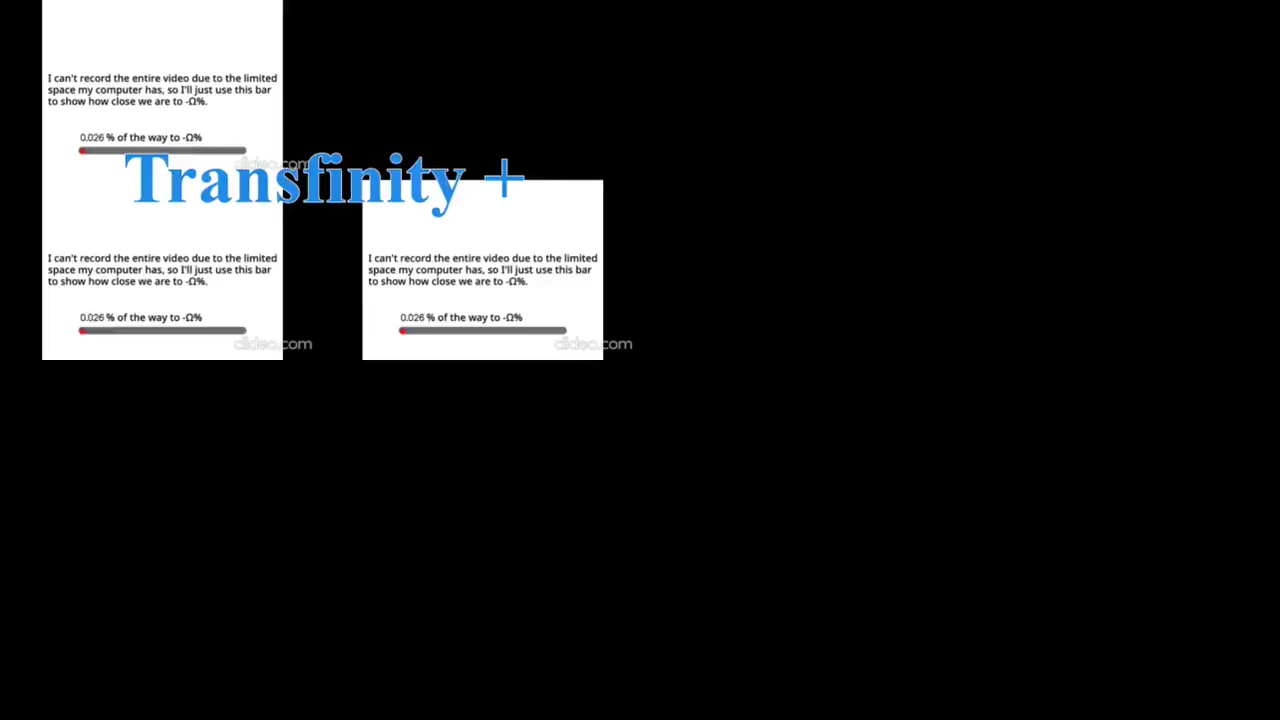 I can't record the entire video due to the limited
space my computer has, so I'll just use this bar
to show how close we are to -Ω%.
0.026 % of the way to -Ω%
clideo.com
Transfinity +
I can't record the entire video due to the limited
space my computer has, so I'll just use this bar
to show how close we are to -Ω%.
0.026 % of the way to -Ω%
clideo.com
I can't record the entire video due to the limited
space my computer has, so I'll just use this bar
to show how close we are to -Ω%.
0.026 % of the way to -Ω%
clideo.com